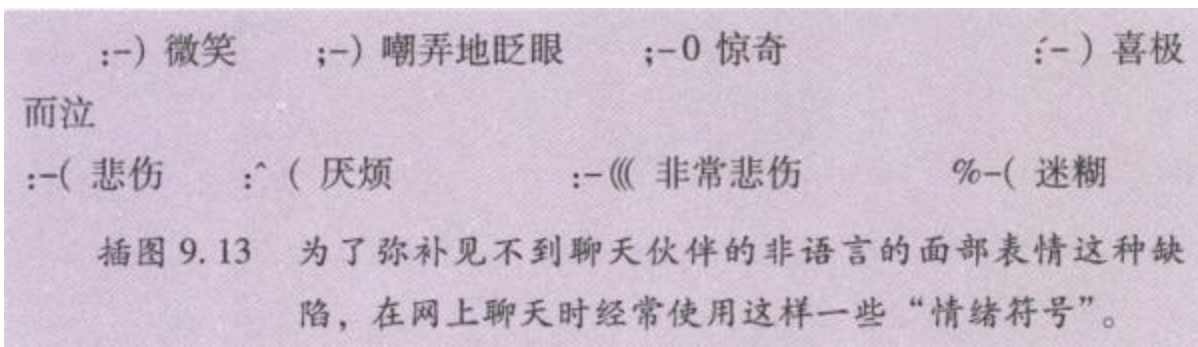 :-) 微笑 ;-) 嘲弄地眨眼 ;-0 惊奇 :́-) 喜极
而泣
:-( 悲伤 :^ ( 厌烦 :-((( 非常悲伤 %-( 迷糊
插图 9.13 为了弥补见不到聊天伙伴的非语言的面部表情这种缺
陷，在网上聊天时经常使用这样一些“情绪符号”。